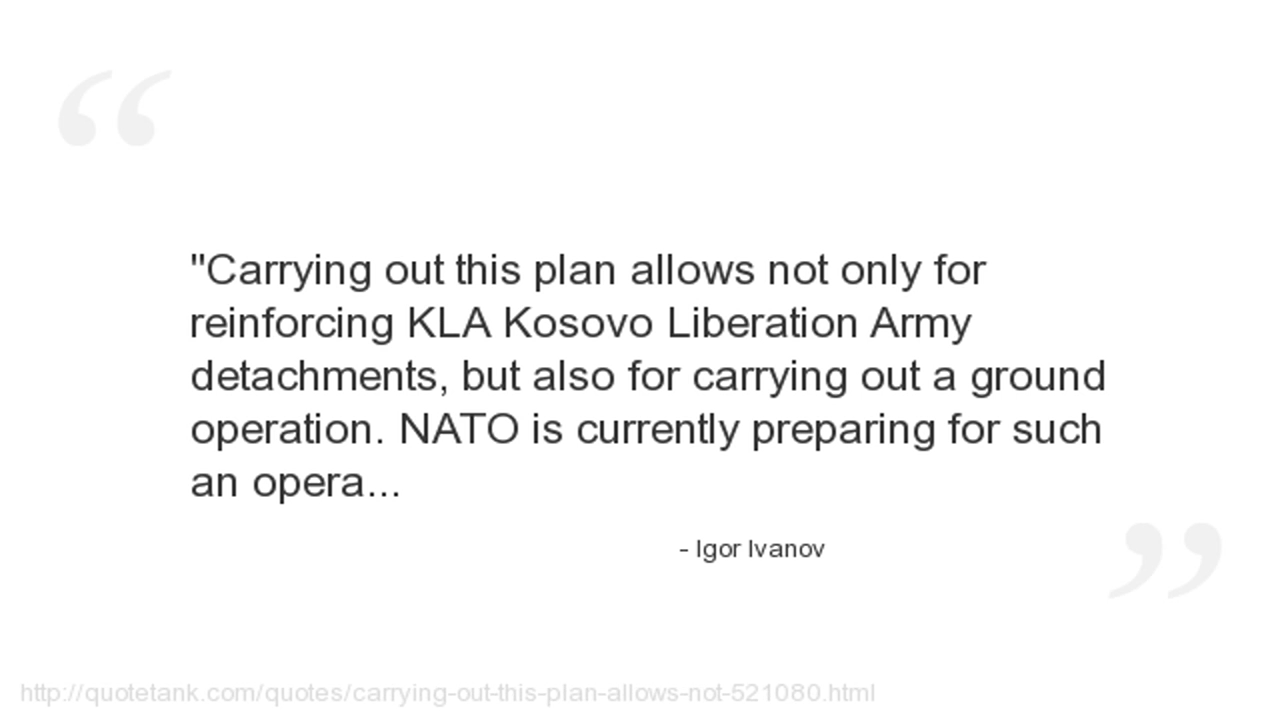 "Carrying out this plan allows not only for
reinforcing KLA Kosovo Liberation Army
detachments, but also for carrying out a ground
operation. NATO is currently preparing for such
an opera...
- Igor Ivanov
http://quotetank.com/quotes/carrying-out-this-plan-allows-not-521080.html